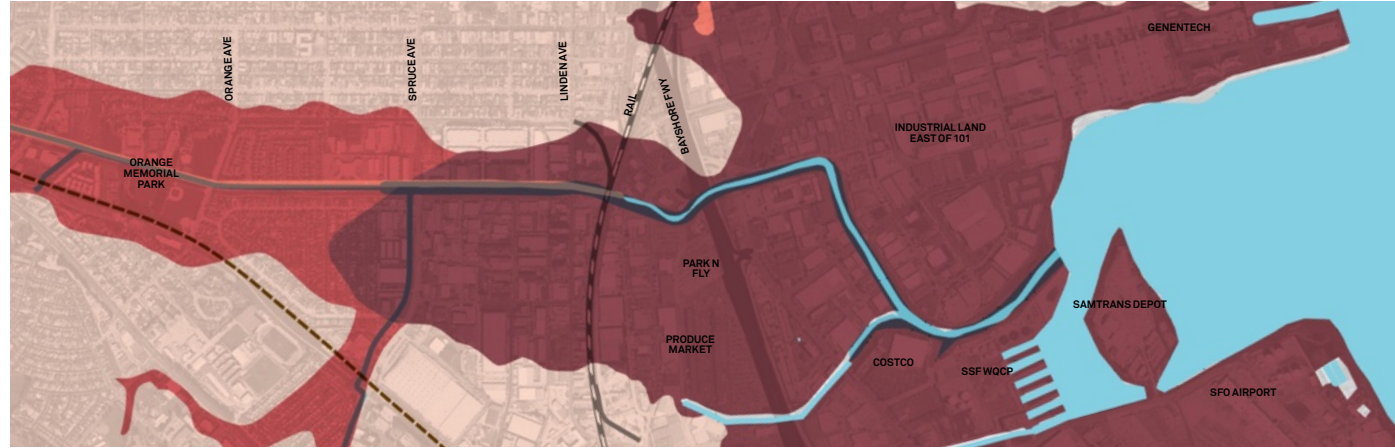 GENENTECH
ORANGE AVE
SPRUCE AVE
LINDEN AVE
RAIL
BAYSHORE FWY
INDUSTRIAL LAND
EAST OF 101
ORANGE
MEMORIAL
PARK
PARK N
FLY
SAMTRANS DEPOT
PRODUCE
MARKET
COSTCO
SSF WQCP
SFO AIRPORT